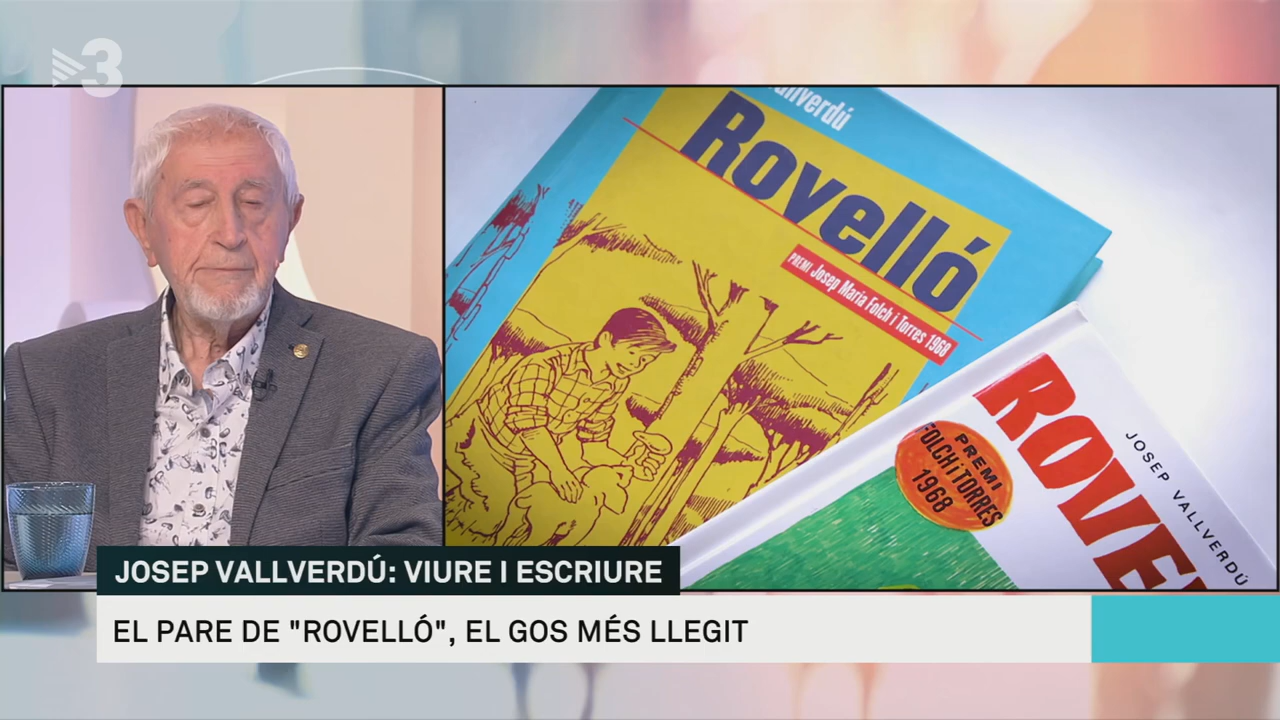 3
Vallverdú
Rovelló
PREMI Josep Maria Folch i Torres 1968
JOSEP VALLVERDÚ
PREMI
FOLCH i TORRES
1968
JOSEP VALLVERDÚ: VIURE I ESCRIURE
EL PARE DE "ROVELLÓ", EL GOS MÉS LLEGIT